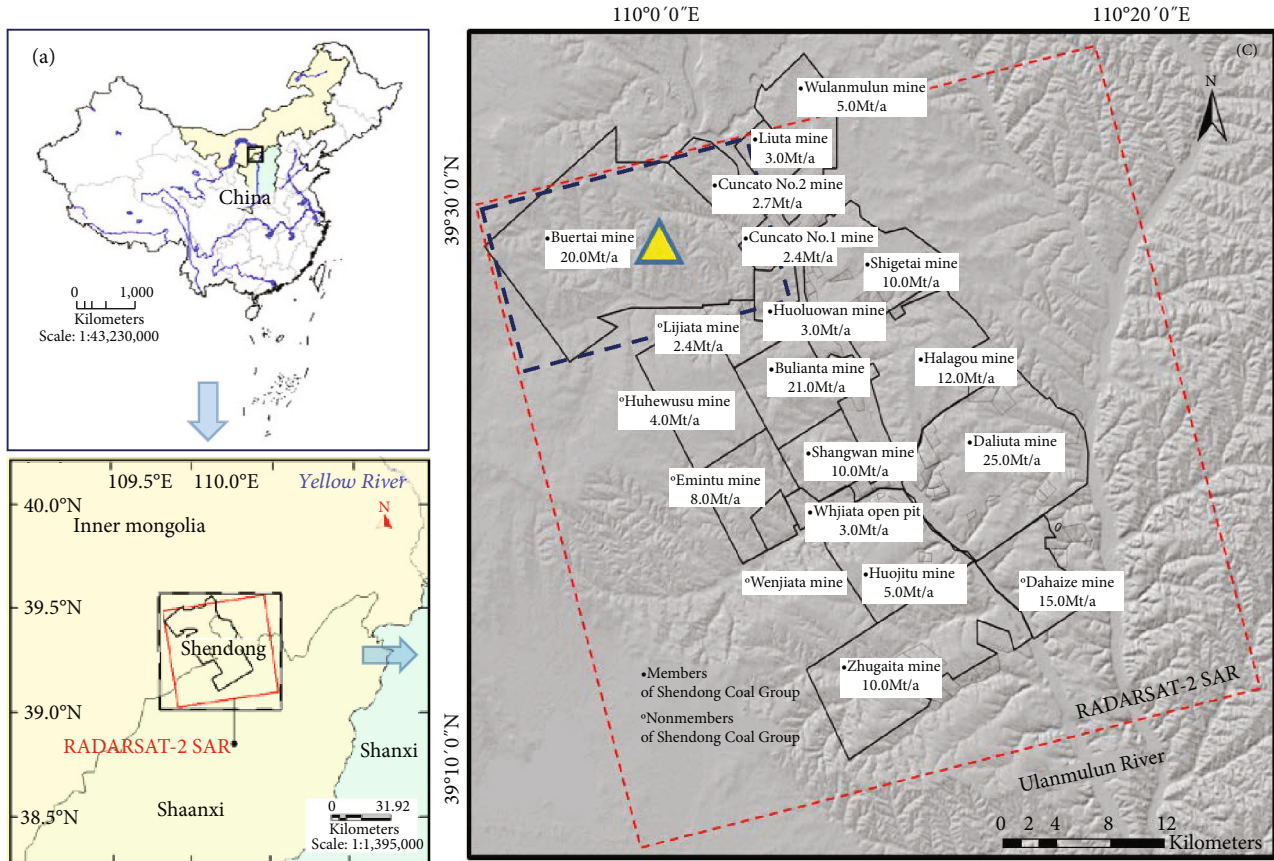 (a)
China
0 1,000
Kilometers
Scale: 1:43,230,000
109.5°E 110.0°E
Yellow River
40.0°N
Inner mongolia
N
39.5°N
Shendong
39.0°N
RADARSAT-2 SAR
Shanxi
38.5°N
Shaanxi
0 31.92
Kilometers
Scale: 1:1,395,000
110°0′0″E 110°20′0″E
(C)
N
39°30′0″N
39°10′0″N
•Wulanmulun mine
5.0Mt/a
•Liuta mine
3.0Mt/a
•Cuncato No.2 mine
2.7Mt/a
•Buertai mine
20.0Mt/a
•Cuncato No.1 mine
2.4Mt/a
•Shigetai mine
10.0Mt/a
•Huoluowan mine
3.0Mt/a
°Lijiata mine
2.4Mt/a
•Halagou mine
12.0Mt/a
•Bulianta mine
21.0Mt/a
°Huhewusu mine
4.0Mt/a
•Daliuta mine
25.0Mt/a
•Shangwan mine
10.0Mt/a
•Emintu mine
8.0Mt/a
•Whjiata open pit
3.0Mt/a
°Wenjiata mine
•Huojitu mine
5.0Mt/a
°Dahaize mine
15.0Mt/a
•Zhugaita mine
10.0Mt/a
•Members
of Shendong Coal Group
°Nonmembers
of Shendong Coal Group
RADARSAT-2 SAR
Ulanmulun River
0 2 4 8 12
Kilometers